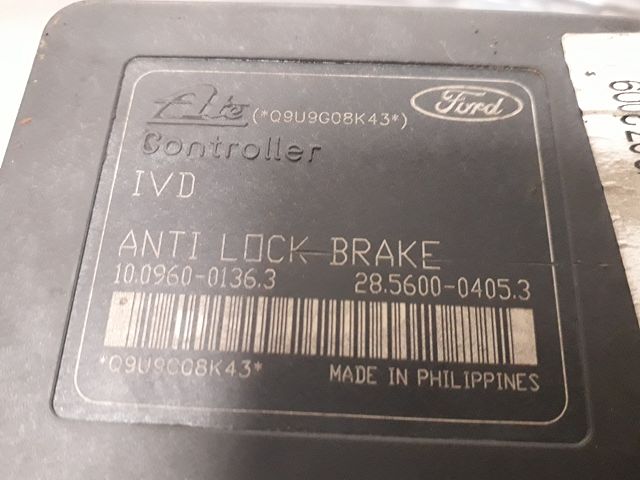 Ate (*Q9U9G08K43*) Ford
Controller
IVD
ANTI LOCK BRAKE
10.0960-0136.3 28.5600-0405.3
*Q9U9G08K43* MADE IN PHILIPPINES